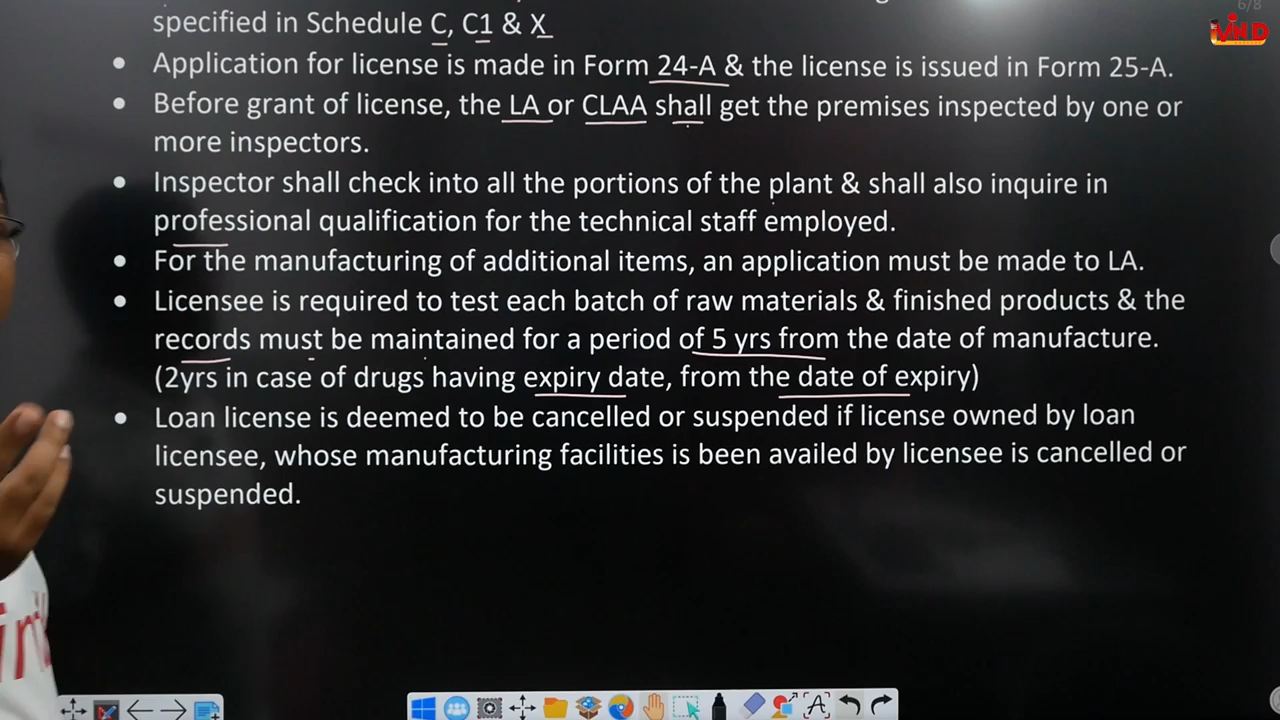 6/8
specified in Schedule C, C1 & X
Application for license is made in Form 24-A & the license is issued in Form 25-A.
Before grant of license, the LA or CLAA shall get the premises inspected by one or
more inspectors.
Inspector shall check into all the portions of the plant & shall also inquire in
professional qualification for the technical staff employed.
For the manufacturing of additional items, an application must be made to LA.
Licensee is required to test each batch of raw materials & finished products & the
records must be maintained for a period of 5 yrs from the date of manufacture.
(2yrs in case of drugs having expiry date, from the date of expiry)
Loan license is deemed to be cancelled or suspended if license owned by loan
licensee, whose manufacturing facilities is been availed by licensee is cancelled or
suspended.